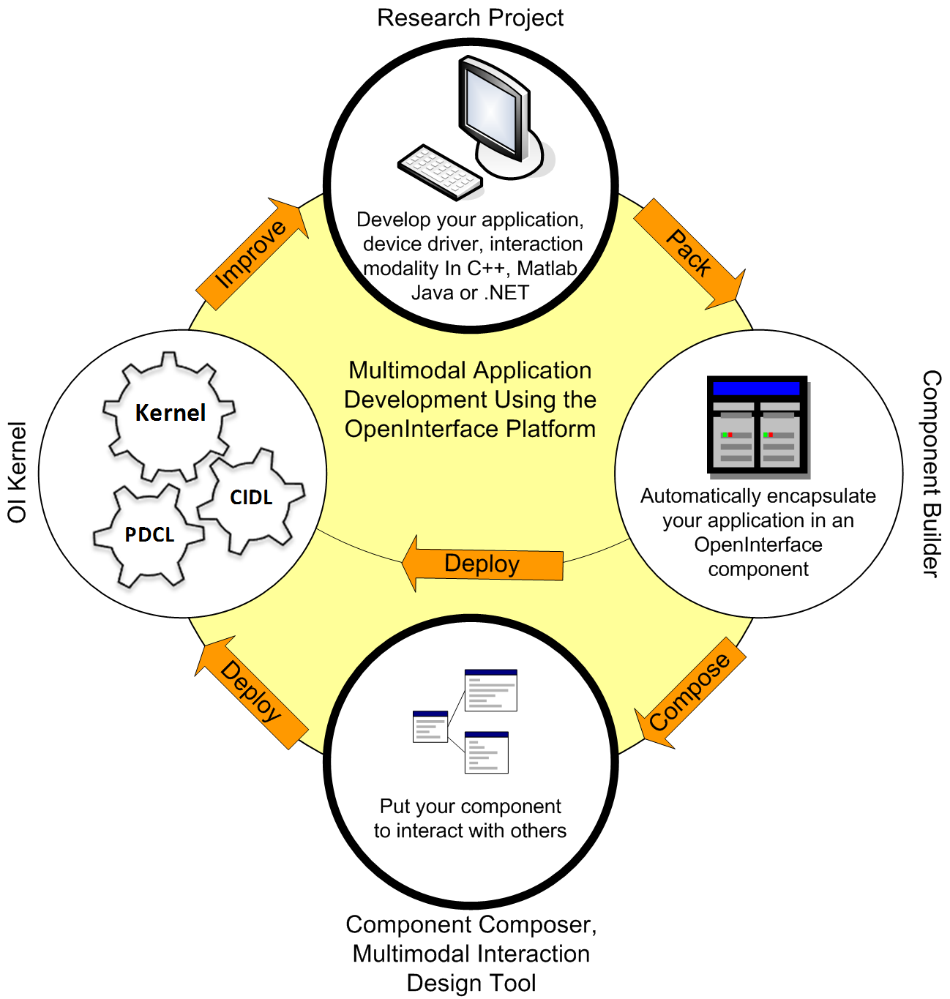 Research Project
Develop your application,
device driver, interaction
modality In C++, Matlab
Java or .NET
Improve
Pack
Multimodal Application
Development Using the
OpenInterface Platform
OI Kernel
Kernel
CIDL
PDCL
Component Builder
Automatically encapsulate
your application in an
OpenInterface
component
Deploy
Deploy
Compose
Put your component
to interact with others
Component Composer,
Multimodal Interaction
Design Tool